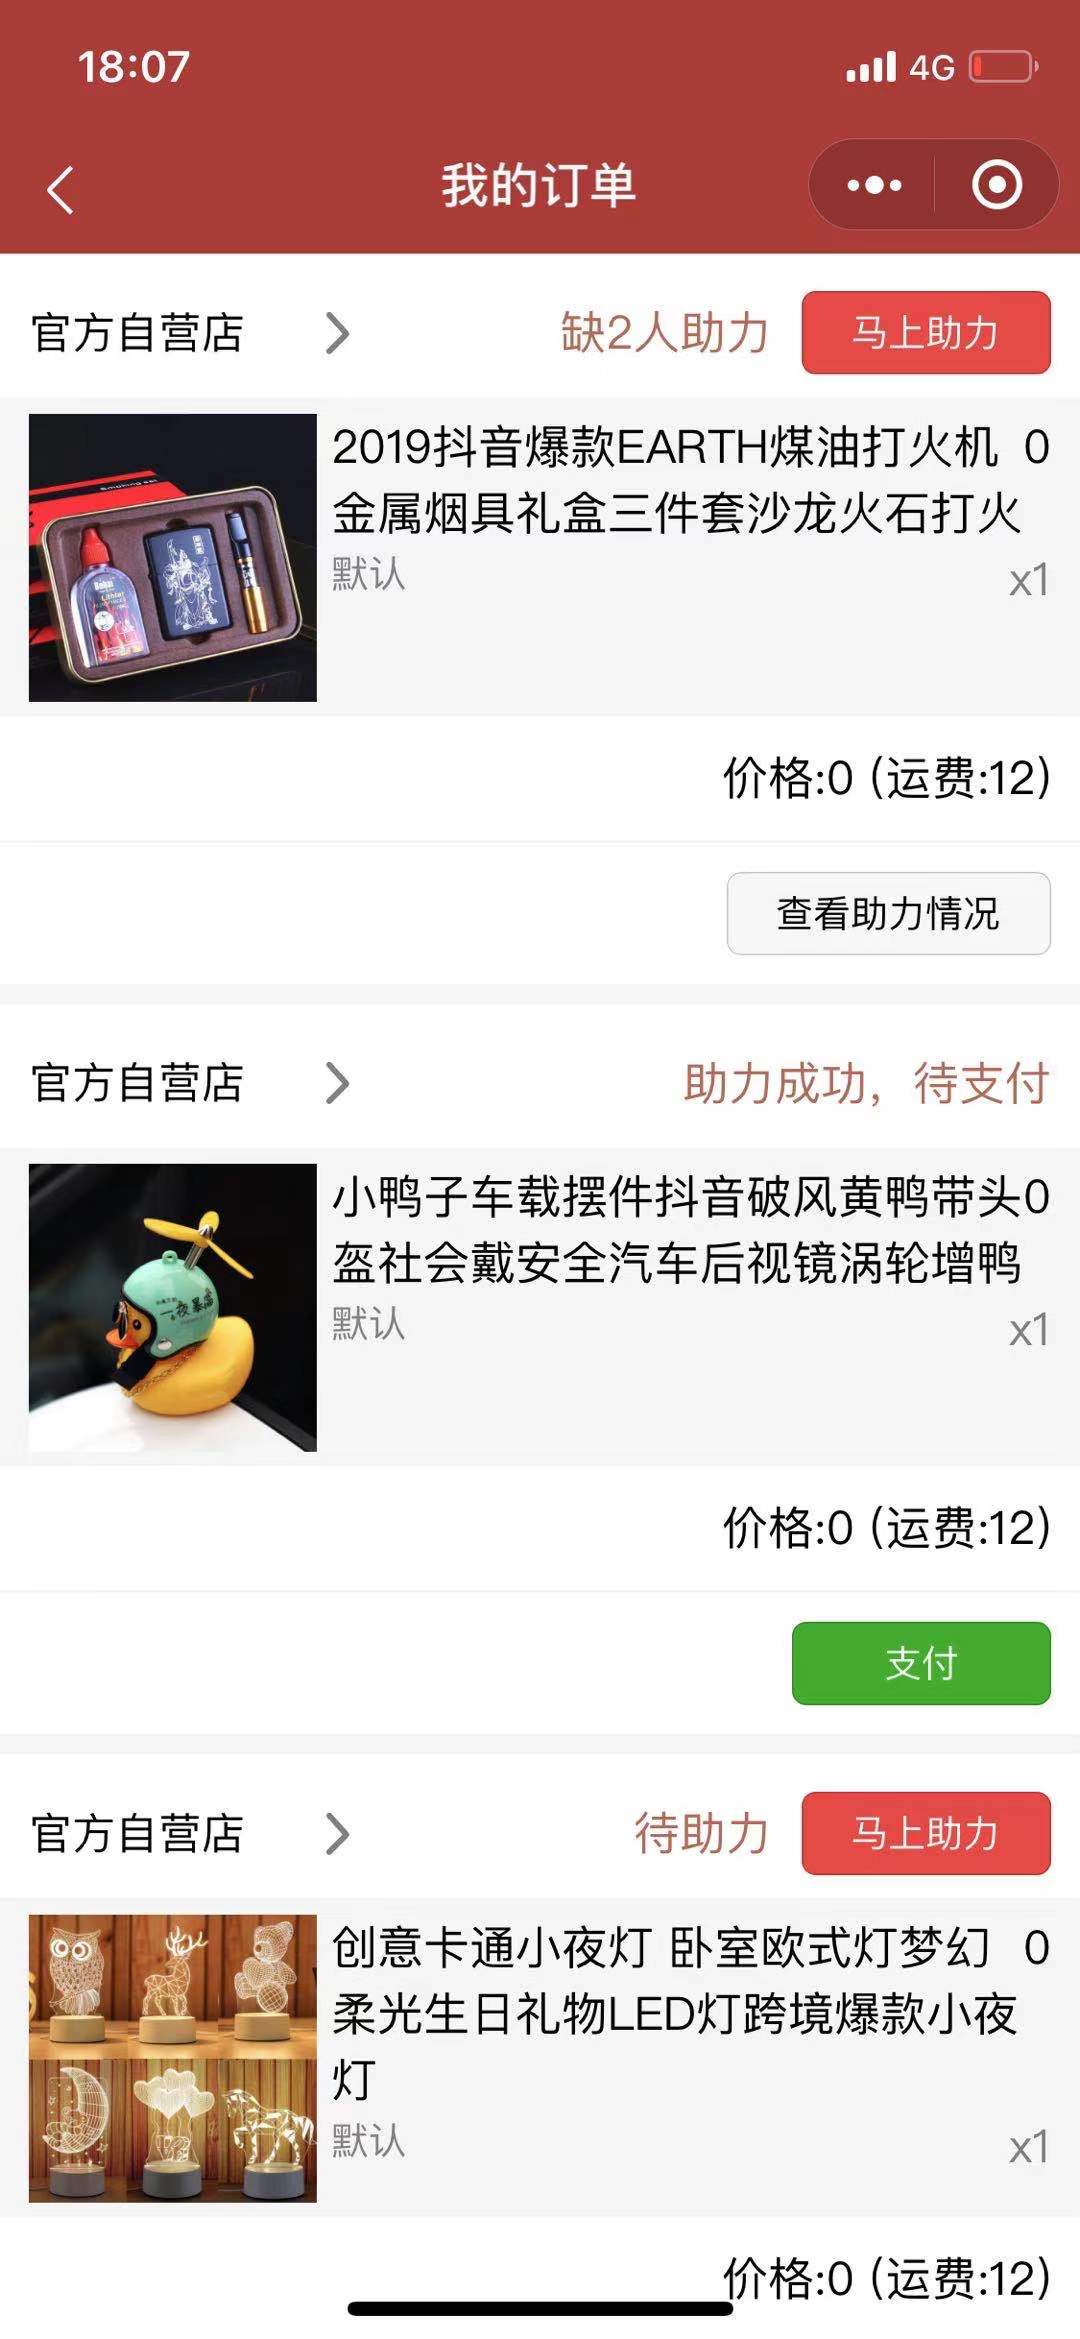 18:07
4G
我的订单
官方自营店
缺2人助力
马上助力
2019抖音爆款EARTH煤油打火机 0
金属烟具礼盒三件套沙龙火石打火
默认
x1
价格:0 (运费:12)
查看助力情况
官方自营店
助力成功，待支付
小鸭子车载摆件抖音破风黄鸭带头0
盔社会戴安全汽车后视镜涡轮增鸭
一夜暴富
默认
x1
价格:0 (运费:12)
支付
官方自营店
待助力
马上助力
创意卡通小夜灯 卧室欧式灯梦幻 0
柔光生日礼物LED灯跨境爆款小夜
灯
默认
x1
价格:0 (运费:12)